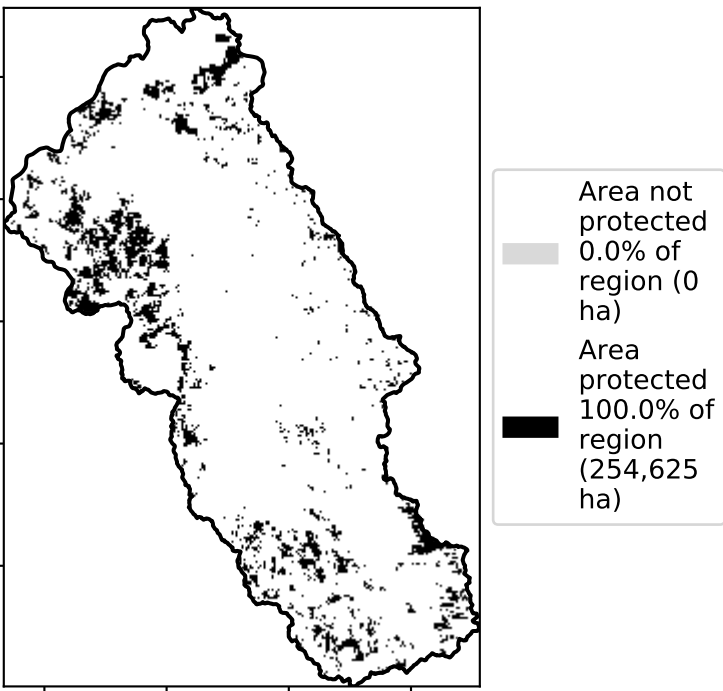 Area not
protected
0.0% of
region (0
ha)
Area
protected
100.0% of
region
(254,625
ha)